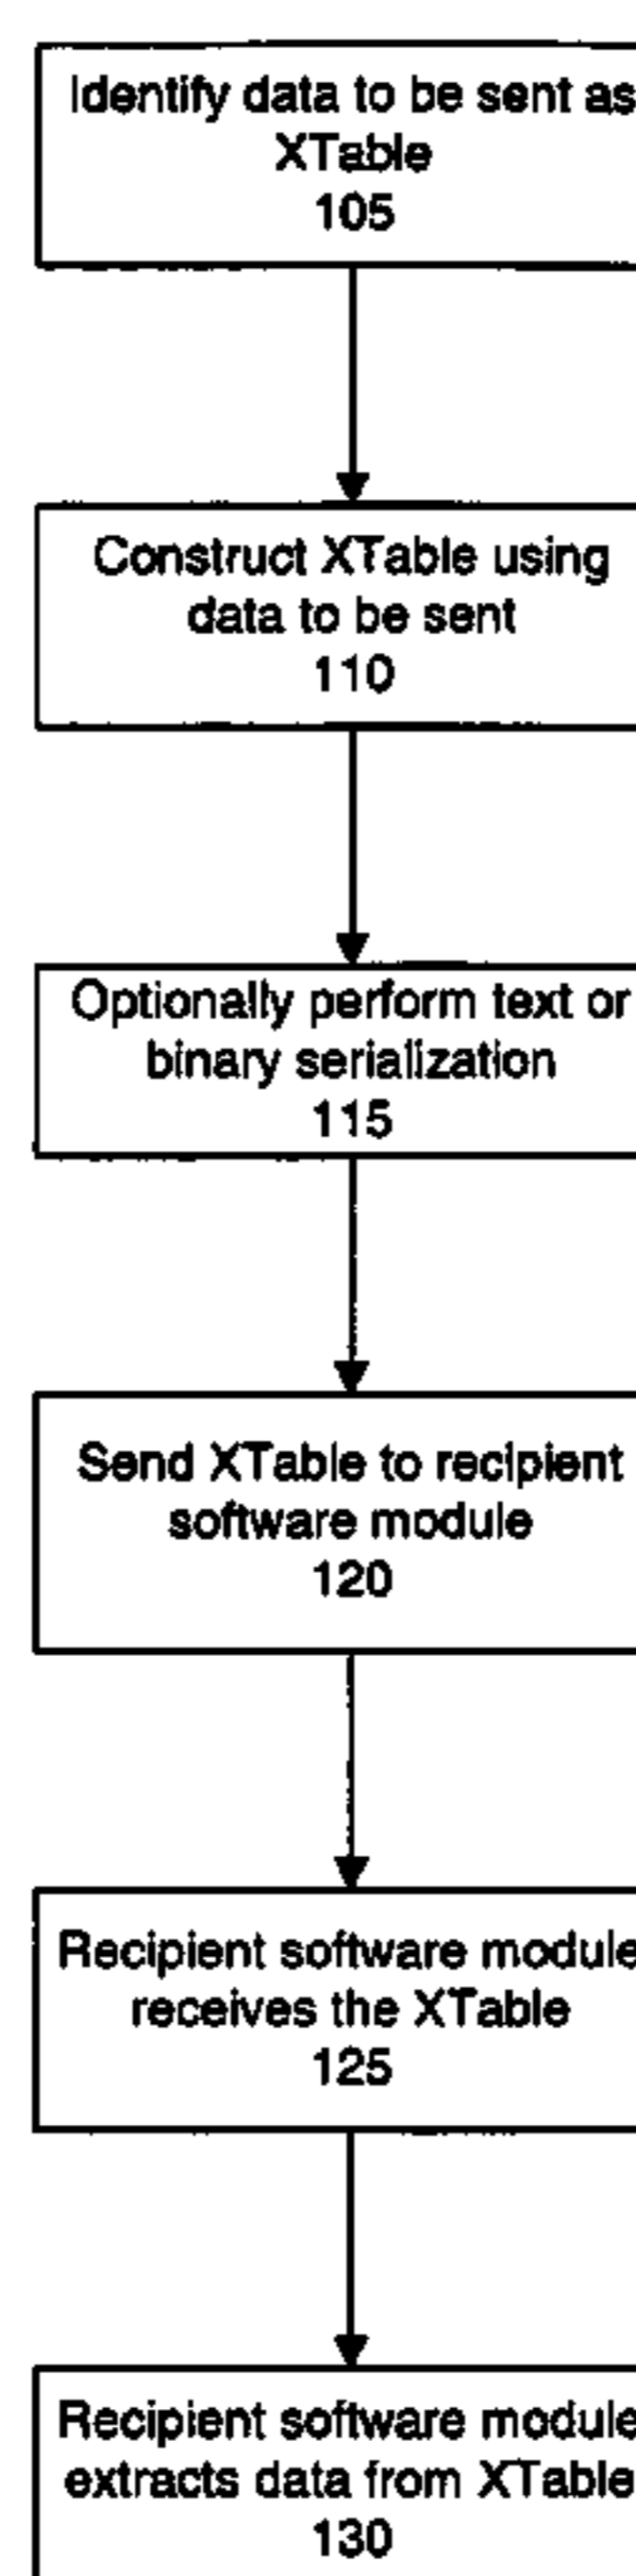 Identify data to be sent as
XTable
105
Construct XTable using
data to be sent
110
Optionally perform text or
binary serialization
115
Send XTable to recipient
software module
120
Recipient software module
receives the XTable
125
Recipient software module
extracts data from XTable
130